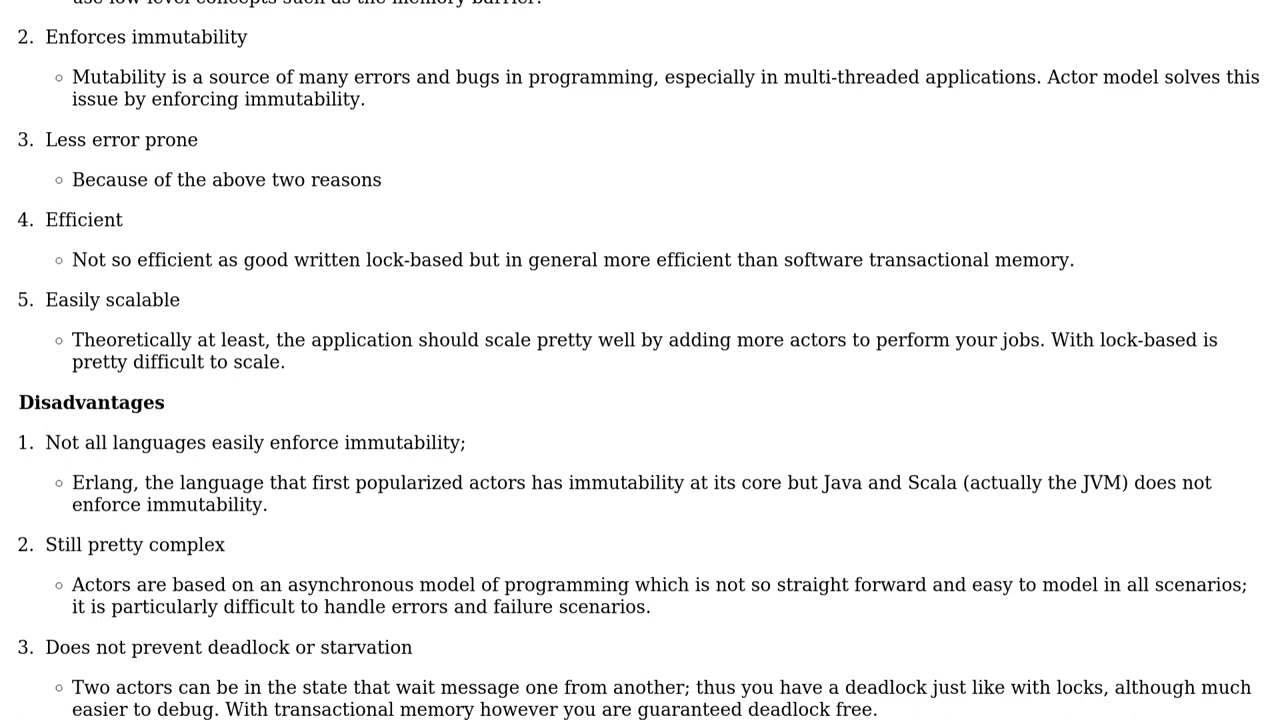 use low level concepts such as the memory barrier.
2. Enforces immutability
◦ Mutability is a source of many errors and bugs in programming, especially in multi-threaded applications. Actor model solves this
issue by enforcing immutability.
3. Less error prone
◦ Because of the above two reasons
4. Efficient
◦ Not so efficient as good written lock-based but in general more efficient than software transactional memory.
5. Easily scalable
◦ Theoretically at least, the application should scale pretty well by adding more actors to perform your jobs. With lock-based is
pretty difficult to scale.
Disadvantages
1. Not all languages easily enforce immutability;
◦ Erlang, the language that first popularized actors has immutability at its core but Java and Scala (actually the JVM) does not
enforce immutability.
2. Still pretty complex
◦ Actors are based on an asynchronous model of programming which is not so straight forward and easy to model in all scenarios;
it is particularly difficult to handle errors and failure scenarios.
3. Does not prevent deadlock or starvation
◦ Two actors can be in the state that wait message one from another; thus you have a deadlock just like with locks, although much
easier to debug. With transactional memory however you are guaranteed deadlock free.